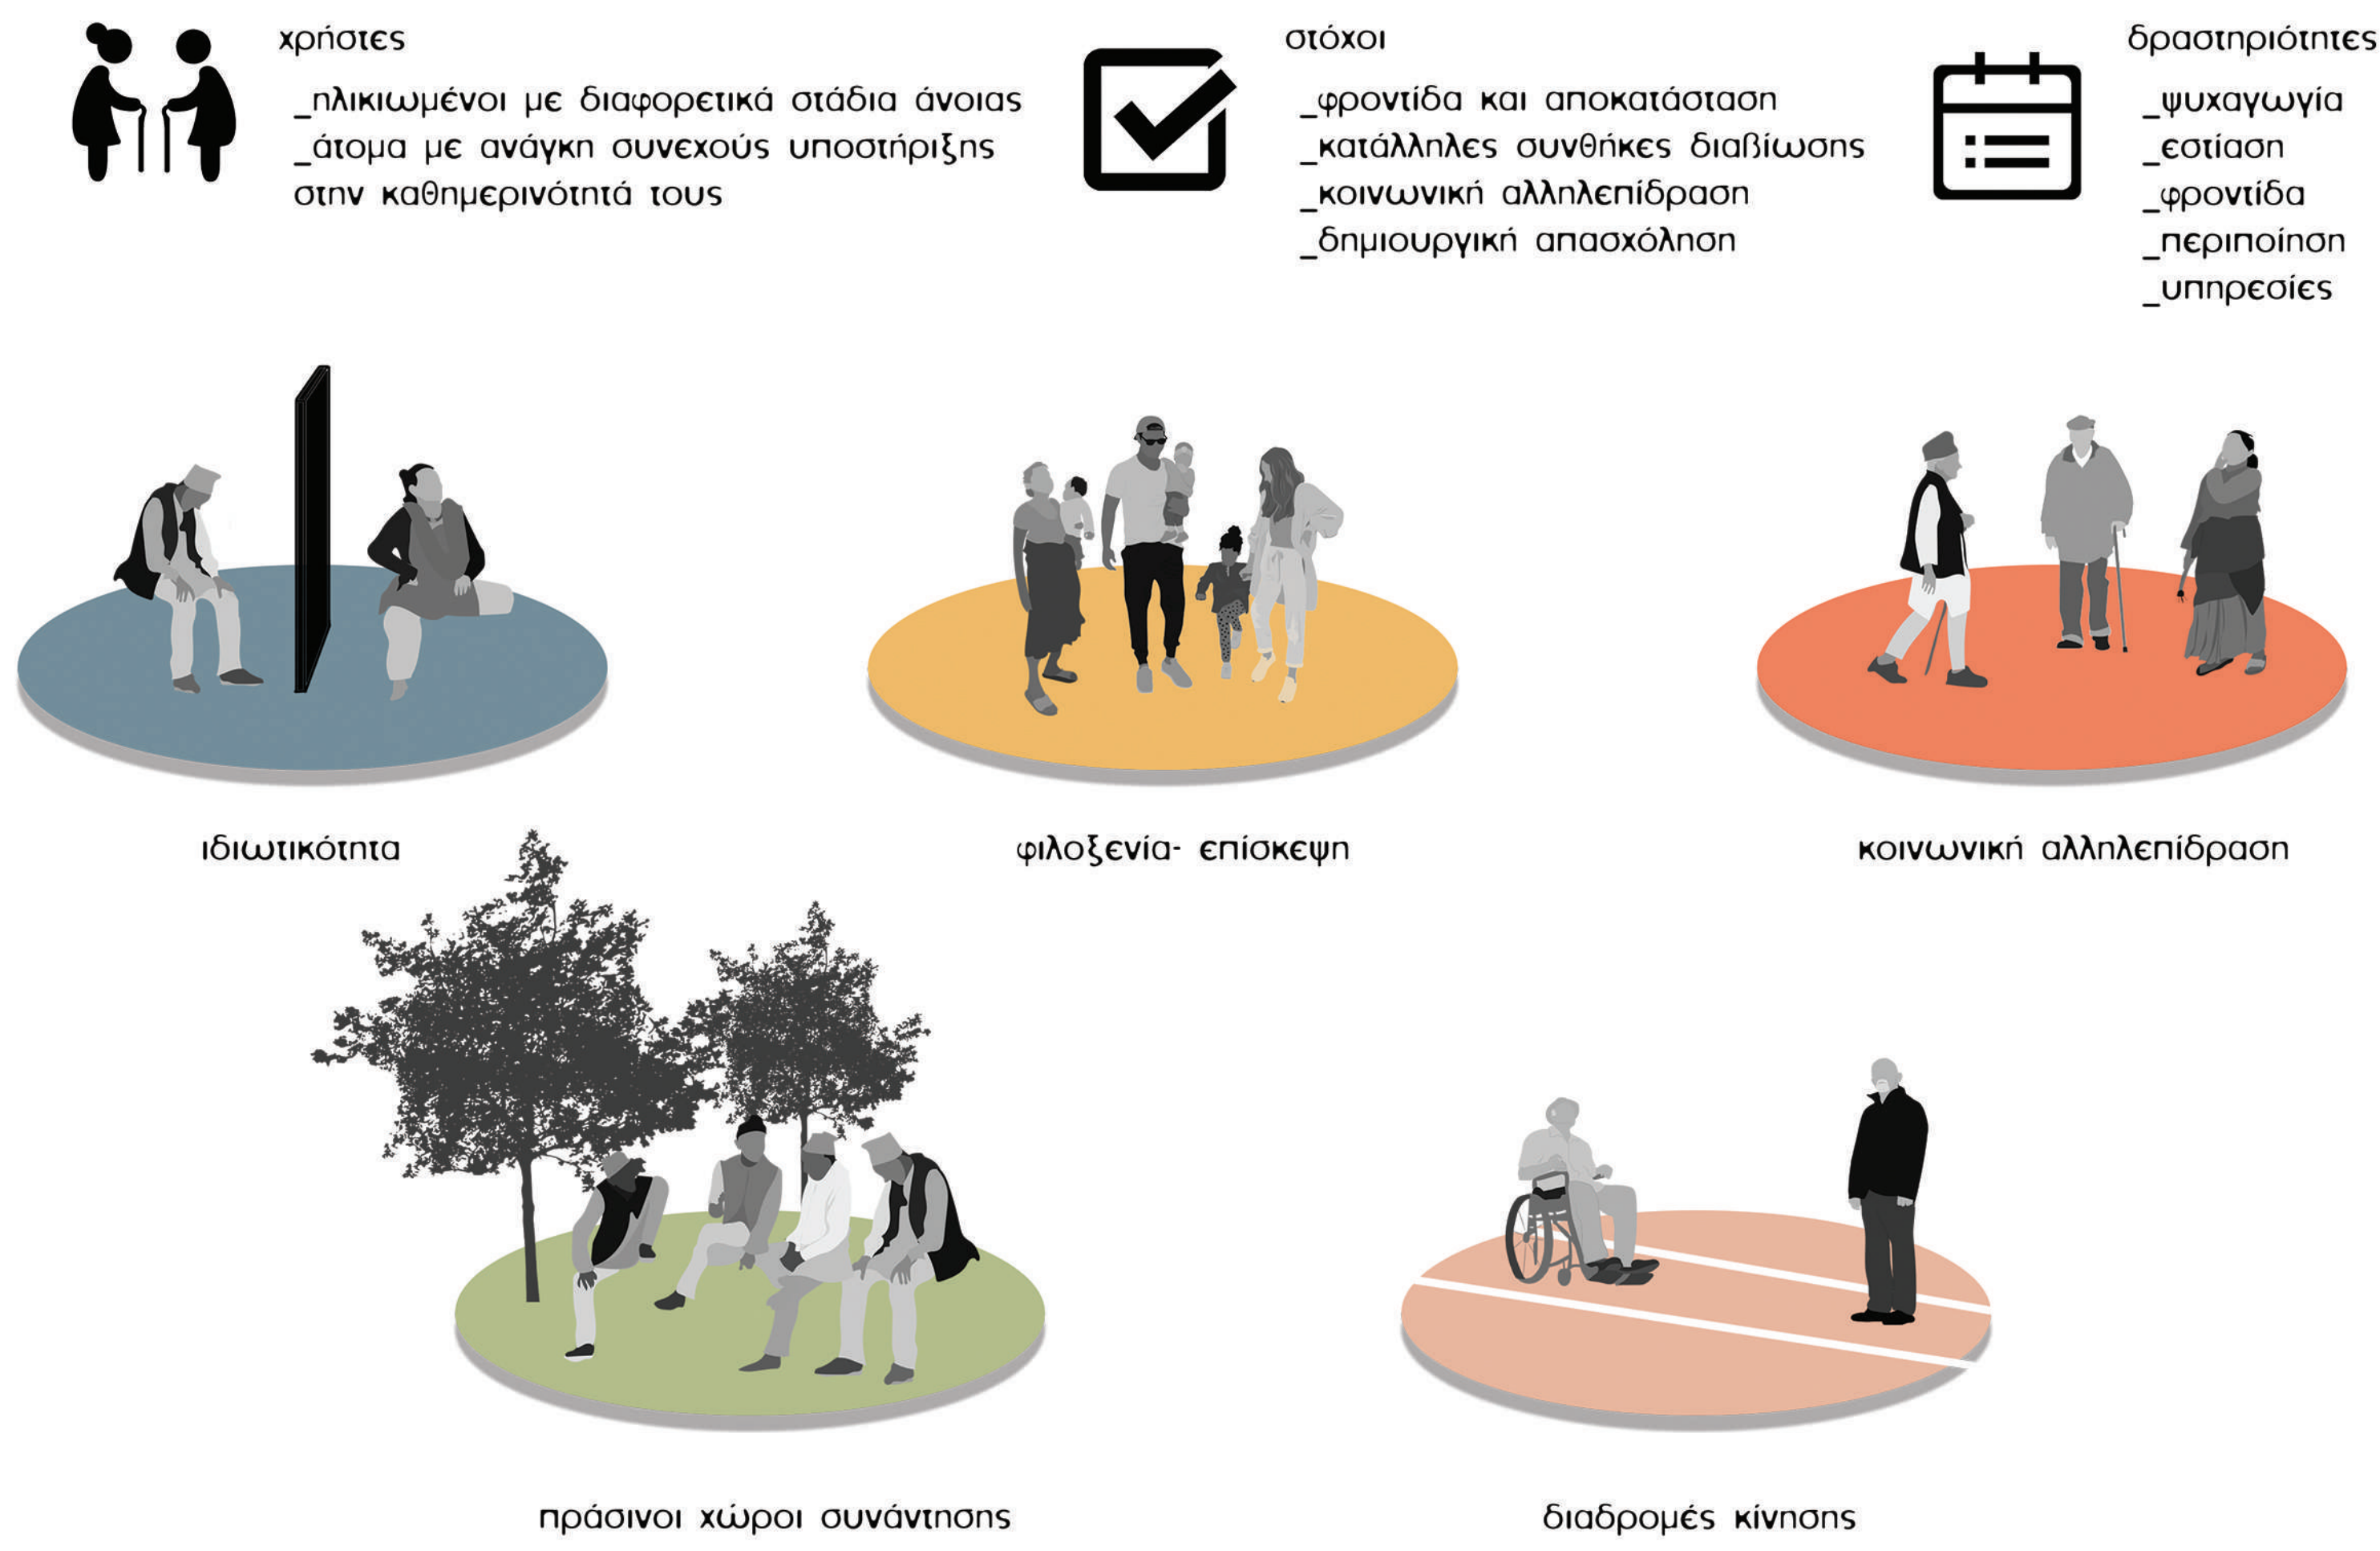 χρήστες
_ηλικιωμένοι με διαφορετικά στάδια άνοιας
_άτομα με ανάγκη συνεχούς υποστήριξης
στην καθημερινότητά τους
στόχοι
_φροντίδα και αποκατάσταση
_κατάλληλες συνθήκες διαβίωσης
_κοινωνική αλληλεπίδραση
_δημιουργική απασχόληση
δραστηριότητες
_ψυχαγωγία
_εστίαση
_φροντίδα
_περιποίηση
_υπηρεσίες
ιδιωτικότητα
φιλοξενία- επίσκεψη
κοινωνική αλληλεπίδραση
πράσινοι χώροι συνάντησης
διαδρομές κίνησης